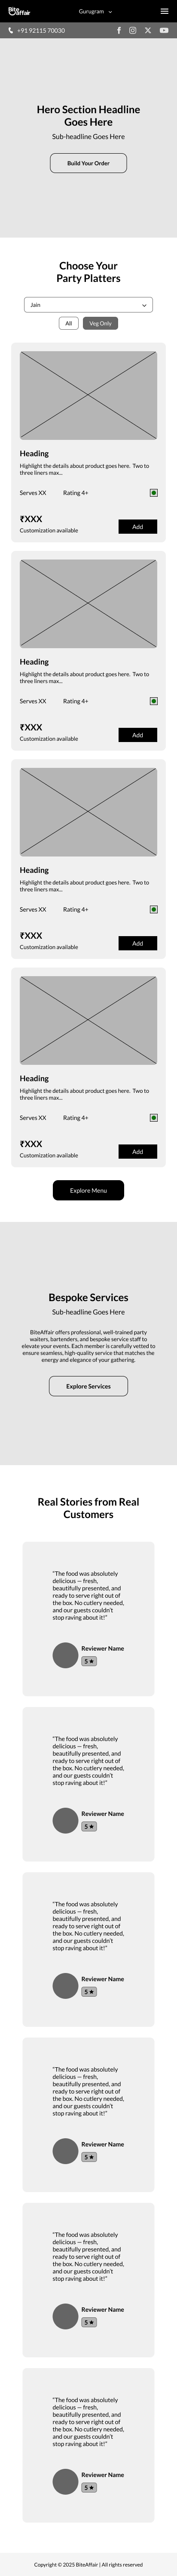 BiteAffair
Gurugram
+91 92115 70030
Hero Section Headline
Goes Here
Sub-headline Goes Here
Build Your Order
Choose Your
Party Platters
Jain
All
Veg Only
Heading
Highlight the details about product goes here. Two to
three liners max...
Serves XX
Rating 4+
₹XXX
Customization available
Add
Heading
Highlight the details about product goes here. Two to
three liners max...
Serves XX
Rating 4+
₹XXX
Customization available
Add
Heading
Highlight the details about product goes here. Two to
three liners max...
Serves XX
Rating 4+
₹XXX
Customization available
Add
Heading
Highlight the details about product goes here. Two to
three liners max...
Serves XX
Rating 4+
₹XXX
Customization available
Add
Explore Menu
Bespoke Services
Sub-headline Goes Here
BiteAffair offers professional, well-trained party
waiters, bartenders, and bespoke service staff to
elevate your events. Each member is carefully vetted to
ensure seamless, high-quality service that matches the
energy and elegance of your gathering.
Explore Services
Real Stories from Real
Customers
"The food was absolutely
delicious — fresh,
beautifully presented, and
ready to serve right out of
the box. No cutlery needed,
and our guests couldn't
stop raving about it!"
Reviewer Name
5 ★
"The food was absolutely
delicious — fresh,
beautifully presented, and
ready to serve right out of
the box. No cutlery needed,
and our guests couldn't
stop raving about it!"
Reviewer Name
5 ★
"The food was absolutely
delicious — fresh,
beautifully presented, and
ready to serve right out of
the box. No cutlery needed,
and our guests couldn't
stop raving about it!"
Reviewer Name
5 ★
"The food was absolutely
delicious — fresh,
beautifully presented, and
ready to serve right out of
the box. No cutlery needed,
and our guests couldn't
stop raving about it!"
Reviewer Name
5 ★
"The food was absolutely
delicious — fresh,
beautifully presented, and
ready to serve right out of
the box. No cutlery needed,
and our guests couldn't
stop raving about it!"
Reviewer Name
5 ★
"The food was absolutely
delicious — fresh,
beautifully presented, and
ready to serve right out of
the box. No cutlery needed,
and our guests couldn't
stop raving about it!"
Reviewer Name
5 ★
Copyright © 2025 BiteAffair | All rights reserved